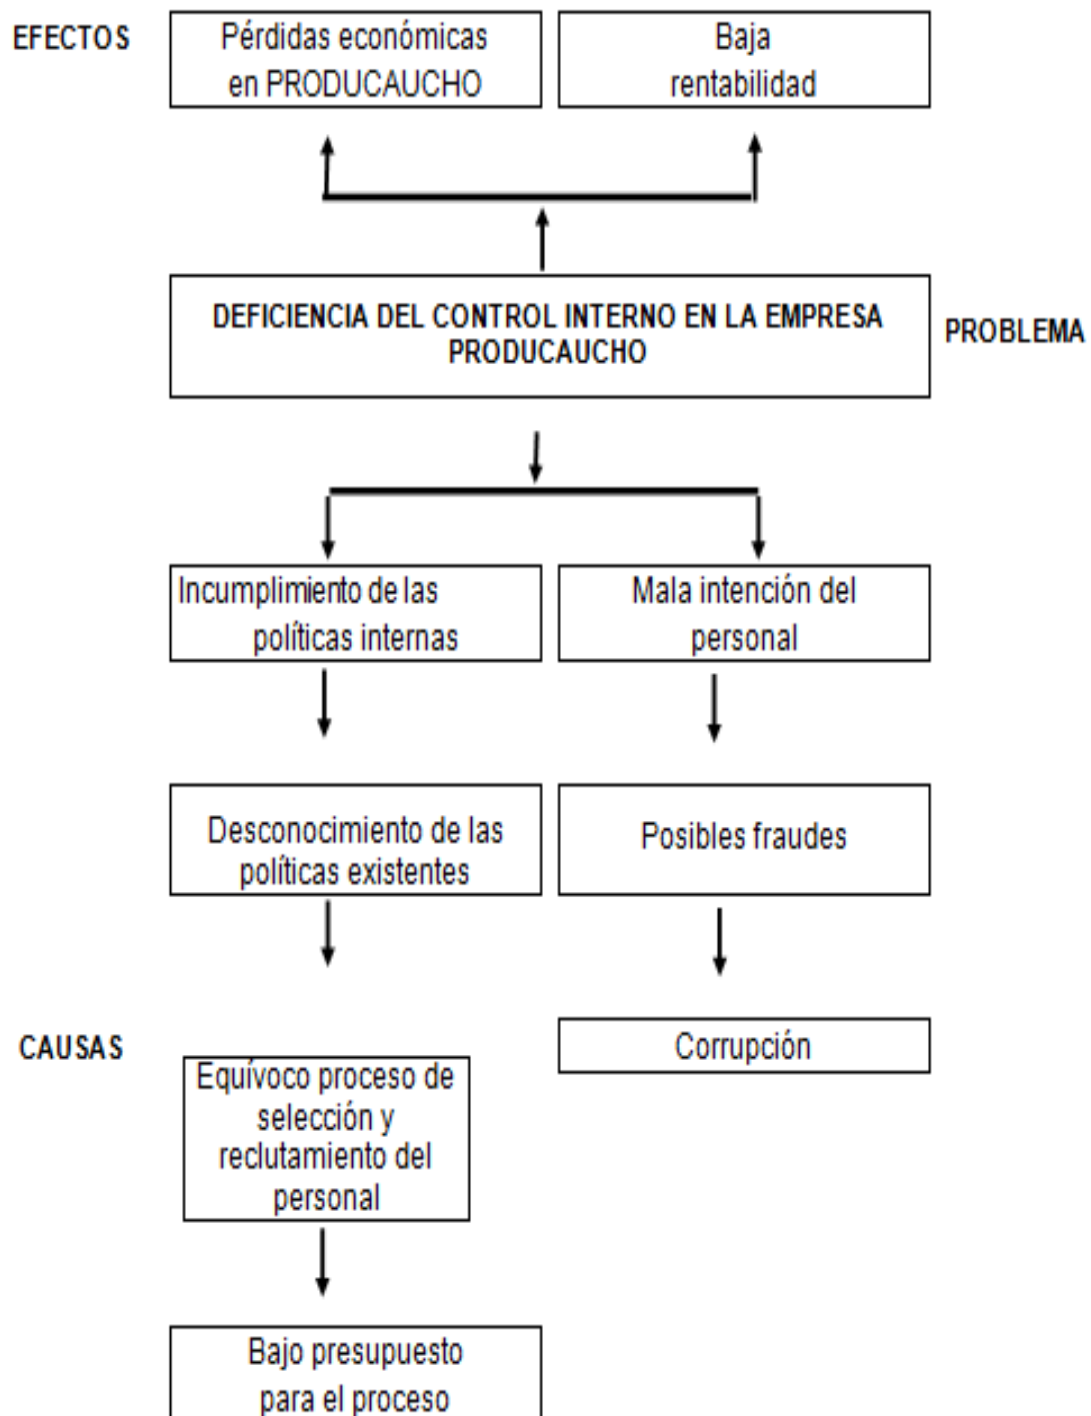 EFECTOS
Pérdidas económicas
en PRODUCAUCHO
Baja
rentabilidad
DEFICIENCIA DEL CONTROL INTERNO EN LA EMPRESA
PRODUCAUCHO
PROBLEMA
Incumplimiento de las
políticas internas
Mala intención del
personal
Desconocimiento de las
políticas existentes
Posibles fraudes
CAUSAS
Corrupción
Equívoco proceso de
selección y
reclutamiento del
personal
Bajo presupuesto
para el proceso